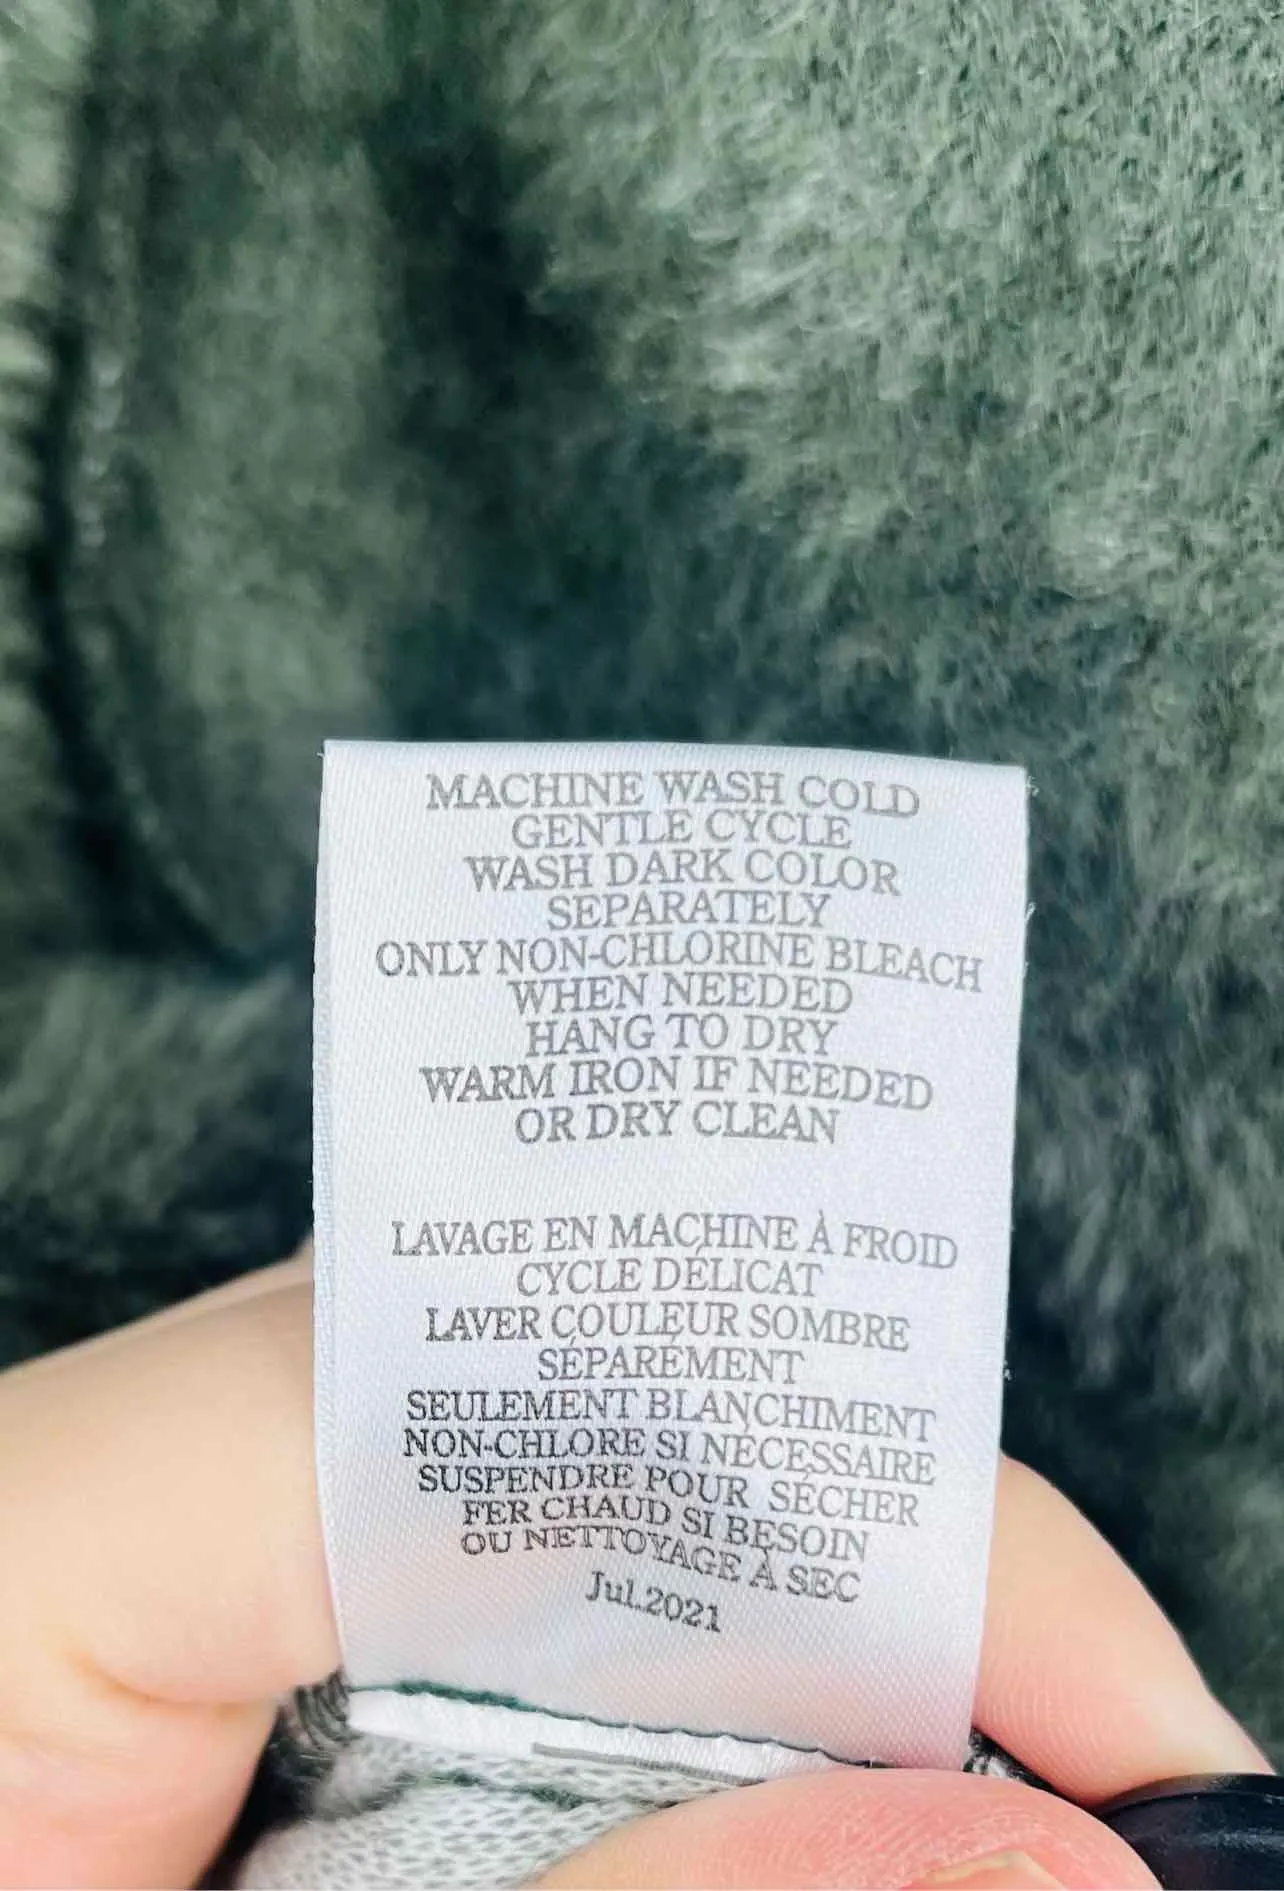 MACHINE WASH COLD
GENTLE CYCLE
WASH DARK COLOR
SEPARATELY
ONLY NON-CHLORINE BLEACH
WHEN NEEDED
HANG TO DRY
WARM IRON IF NEEDED
OR DRY CLEAN
LAVAGE EN MACHINE À FROID
CYCLE DÉLICAT
LAVER COULEUR SOMBRE
SÉPARÉMENT
SEULEMENT BLANCHIMENT
NON-CHLORE SI NÉCESSAIRE
SUSPENDRE POUR SÉCHER
FER CHAUD SI BESOIN
OU NETTOYAGE À SEC
Jul.2021